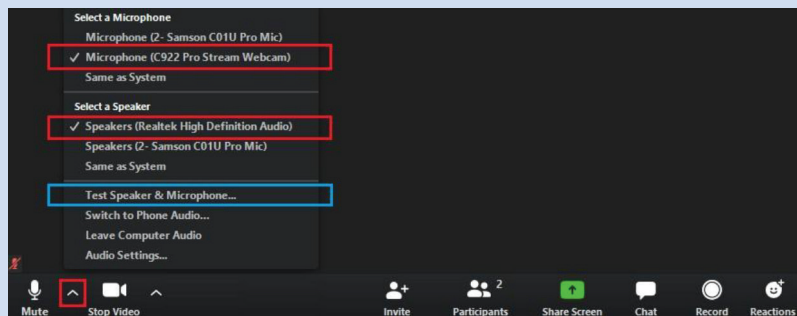 Select a Microphone
Microphone (2- Samson C01U Pro Mic)
✓ Microphone (C922 Pro Stream Webcam)
Same as System
Select a Speaker
✓ Speakers (Realtek High Definition Audio)
Speakers (2- Samson C01U Pro Mic)
Same as System
Test Speaker & Microphone...
Switch to Phone Audio...
Leave Computer Audio
Audio Settings...
2
Mute Stop Video Invite Participants Share Screen Chat Record Reactions